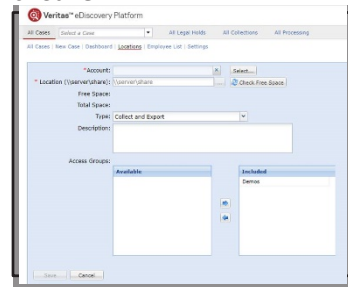 Veritas™ eDiscovery Platform
All Cases Select a Case All Legal Holds All Collections All Processing
All Cases | New Case | Dashboard | Locations | Employee List | Settings
*Account: Select...
* Location (\\server\share): \\server\share ... Check Free Space
Free Space:
Total Space:
Type: Collect and Export
Description:
Access Groups:
Available Included
Demos
Save Cancel